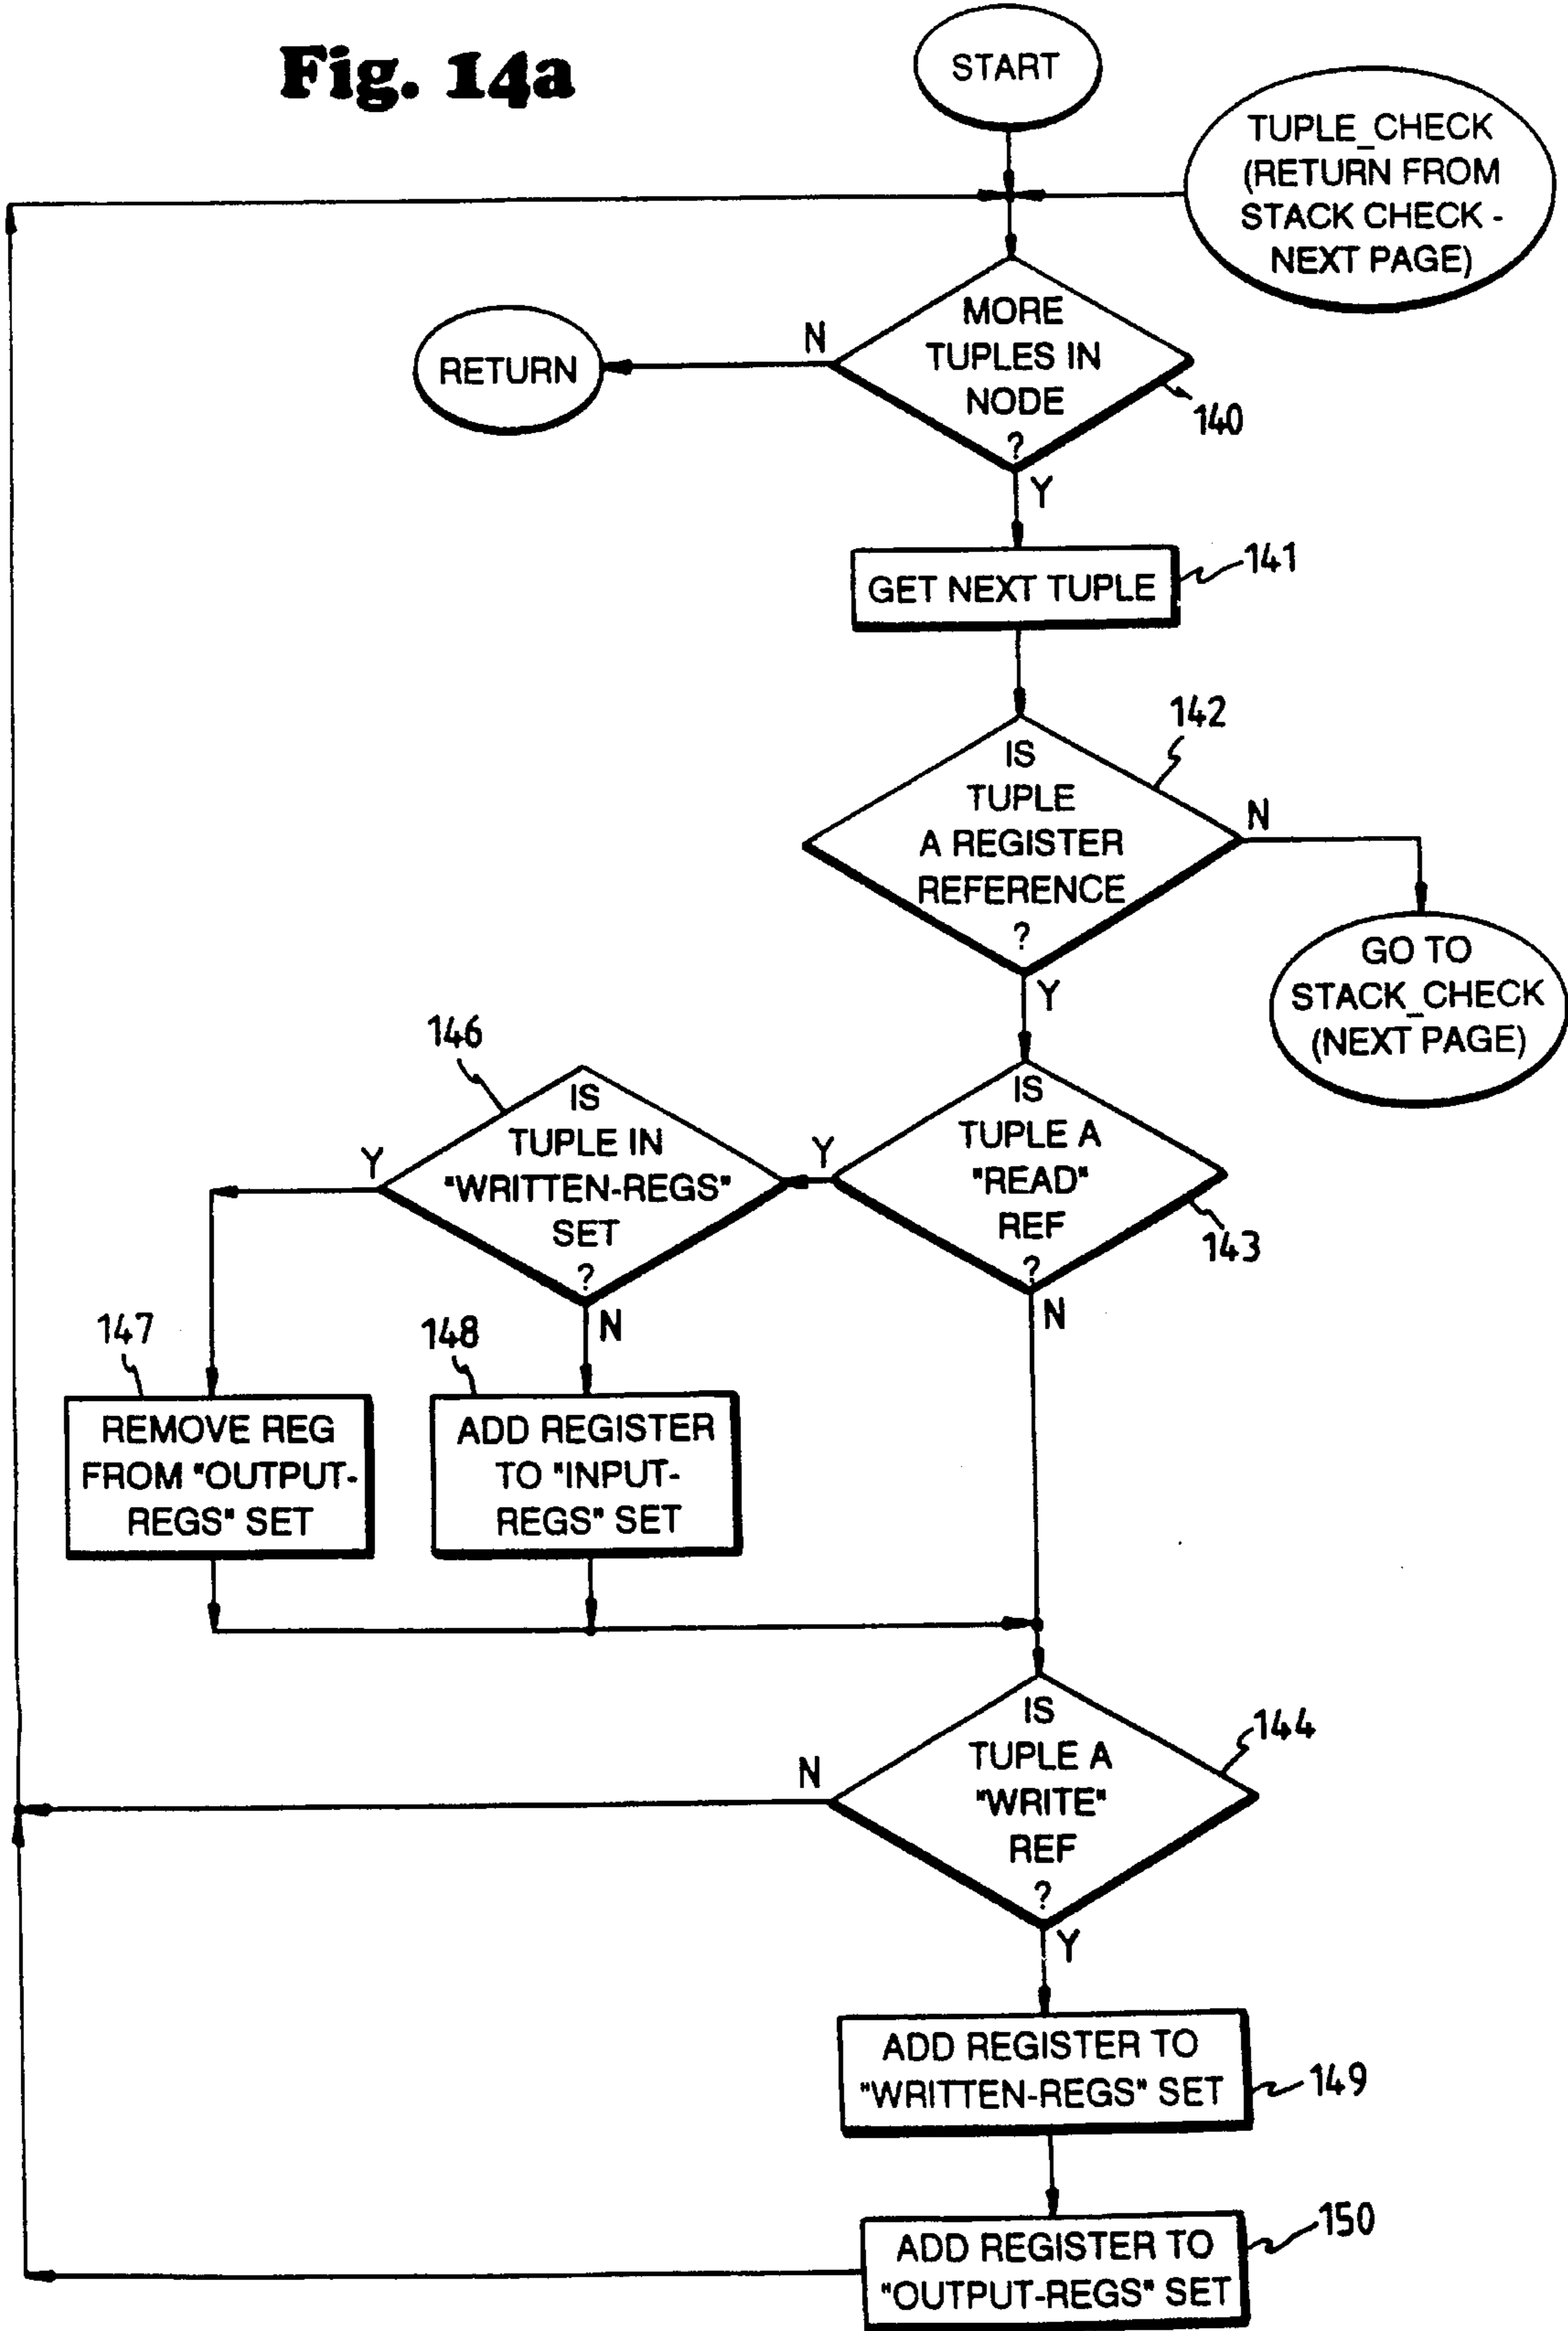 Fig. 14a
START
TUPLE_CHECK
(RETURN FROM
STACK CHECK -
NEXT PAGE)
MORE
TUPLES IN
NODE
?
140
N
RETURN
Y
GET NEXT TUPLE
141
142
IS
TUPLE
A REGISTER
REFERENCE
?
N
GO TO
STACK_CHECK
(NEXT PAGE)
Y
IS
TUPLE A
"READ"
REF
?
143
Y
146
IS
TUPLE IN
"WRITTEN-REGS"
SET
?
Y
N
N
147
REMOVE REG
FROM "OUTPUT-
REGS" SET
148
ADD REGISTER
TO "INPUT-
REGS" SET
IS
TUPLE A
"WRITE"
REF
?
144
N
Y
ADD REGISTER TO
"WRITTEN-REGS" SET
149
ADD REGISTER TO
"OUTPUT-REGS" SET
150